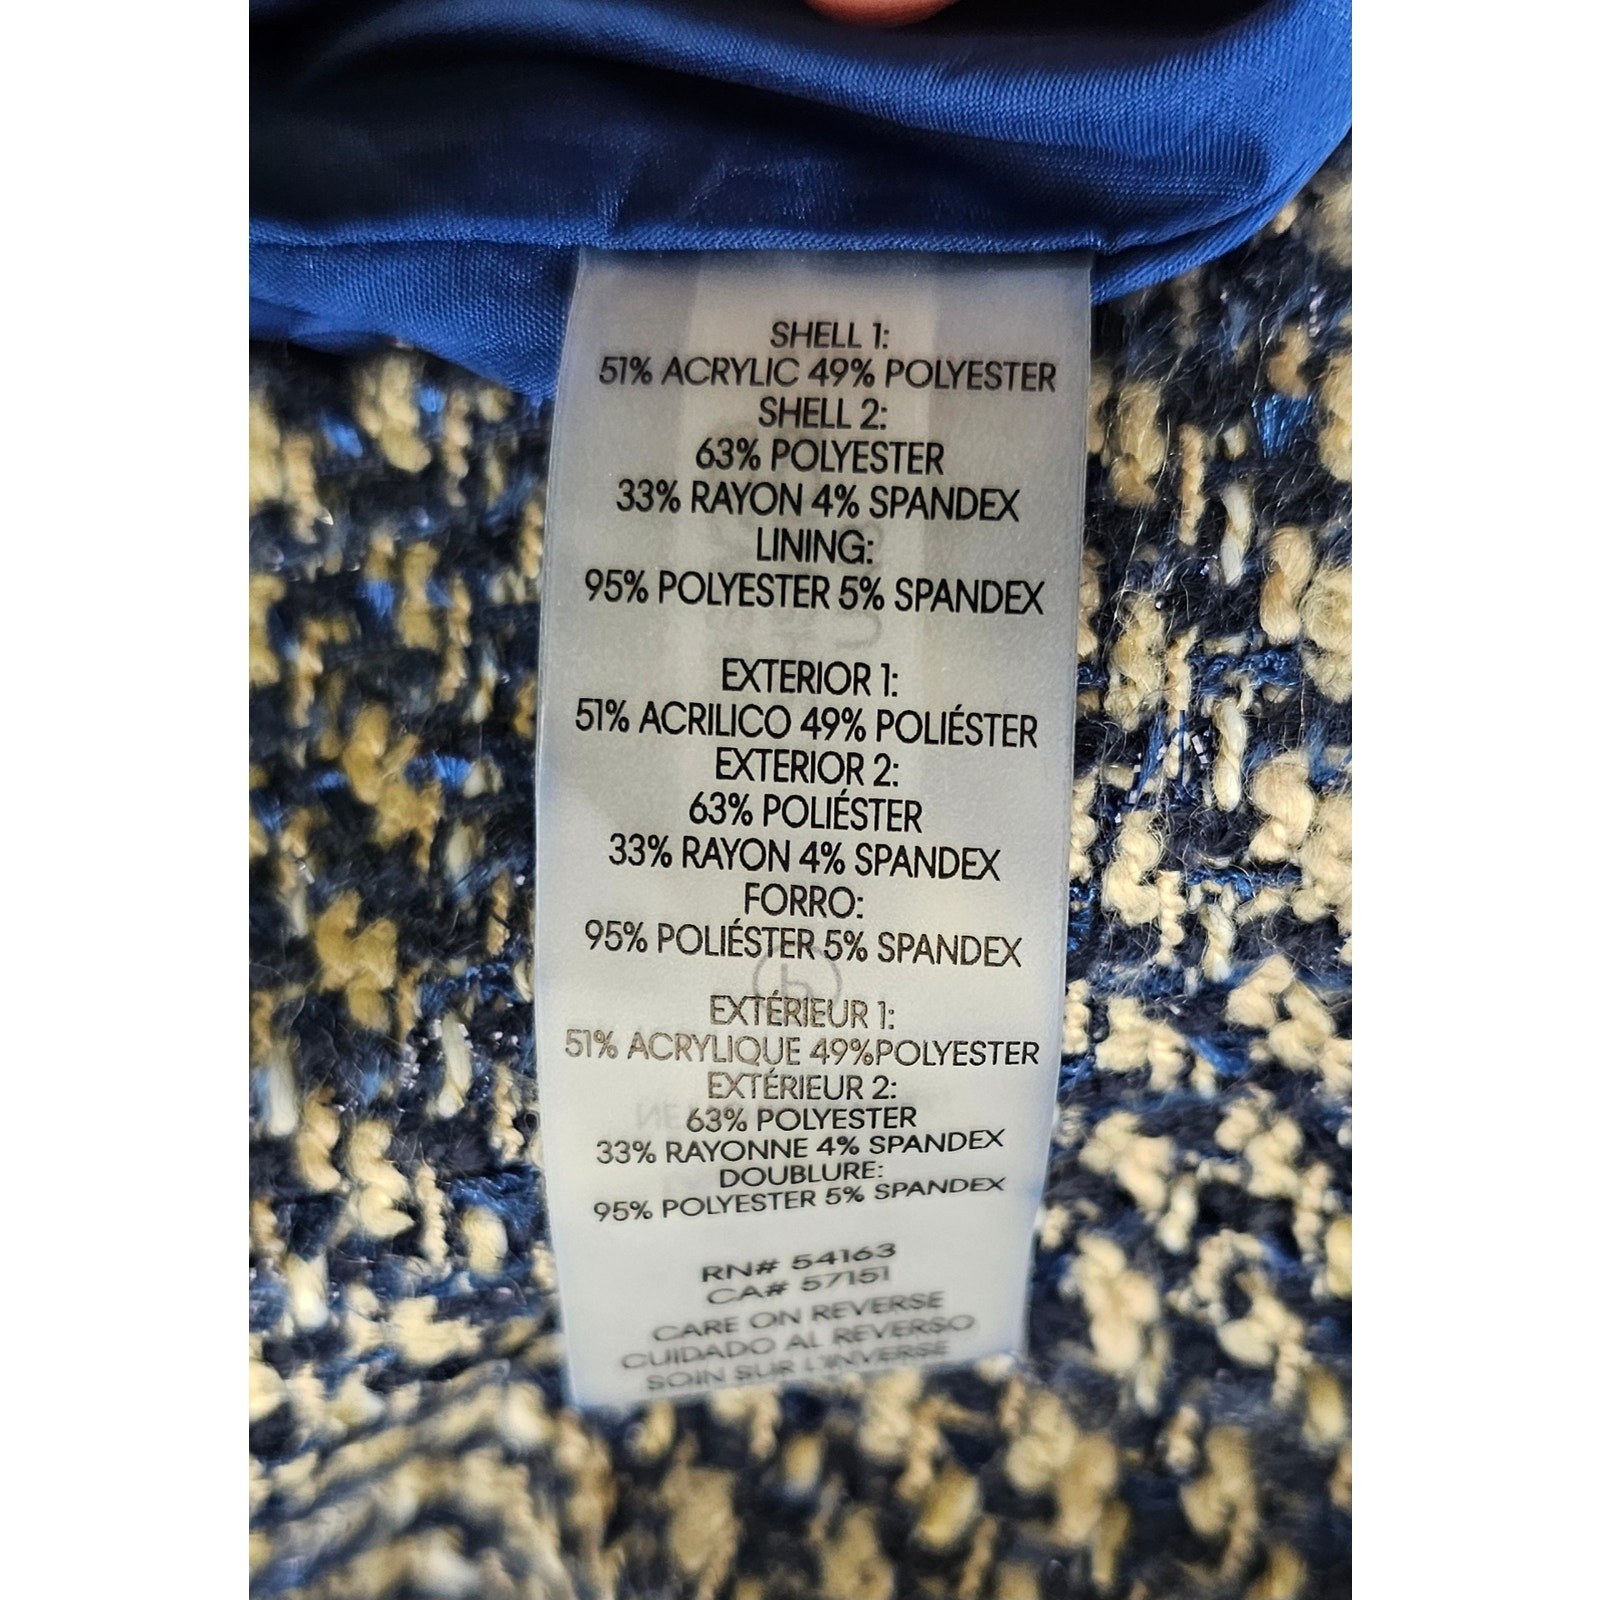 SHELL 1:
51% ACRYLIC 49% POLYESTER
SHELL 2:
63% POLYESTER
33% RAYON 4% SPANDEX
LINING:
95% POLYESTER 5% SPANDEX
EXTERIOR 1:
51% ACRILICO 49% POLIÉSTER
EXTERIOR 2:
63% POLIÉSTER
33% RAYON 4% SPANDEX
FORRO:
95% POLIÉSTER 5% SPANDEX
EXTÉRIEUR 1:
51% ACRYLIQUE 49%POLYESTER
EXTÉRIEUR 2:
63% POLYESTER
33% RAYONNE 4% SPANDEX
DOUBLURE:
95% POLYESTER 5% SPANDEX
RN# 54163
CA# 57151
CARE ON REVERSE
CUIDADO AL REVERSO
SOIN SUR L'INVERSE